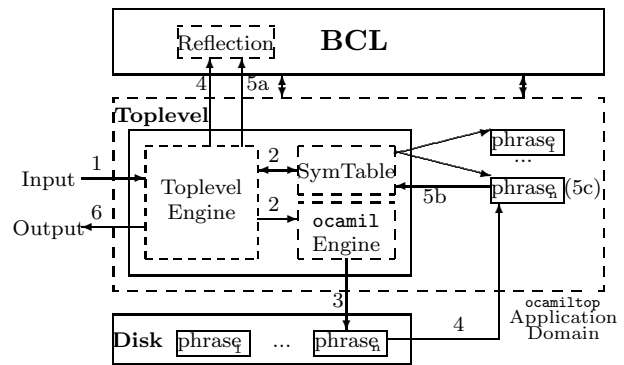 Reflection
BCL
4
5a
Toplevel
1
Input
Toplevel
Engine
2
SymTable
phrase1
...
phrasen (5c)
5b
6
Output
2
ocamil
Engine
3
ocamiltop
Application
Domain
Disk
phrase1
...
phrasen
4